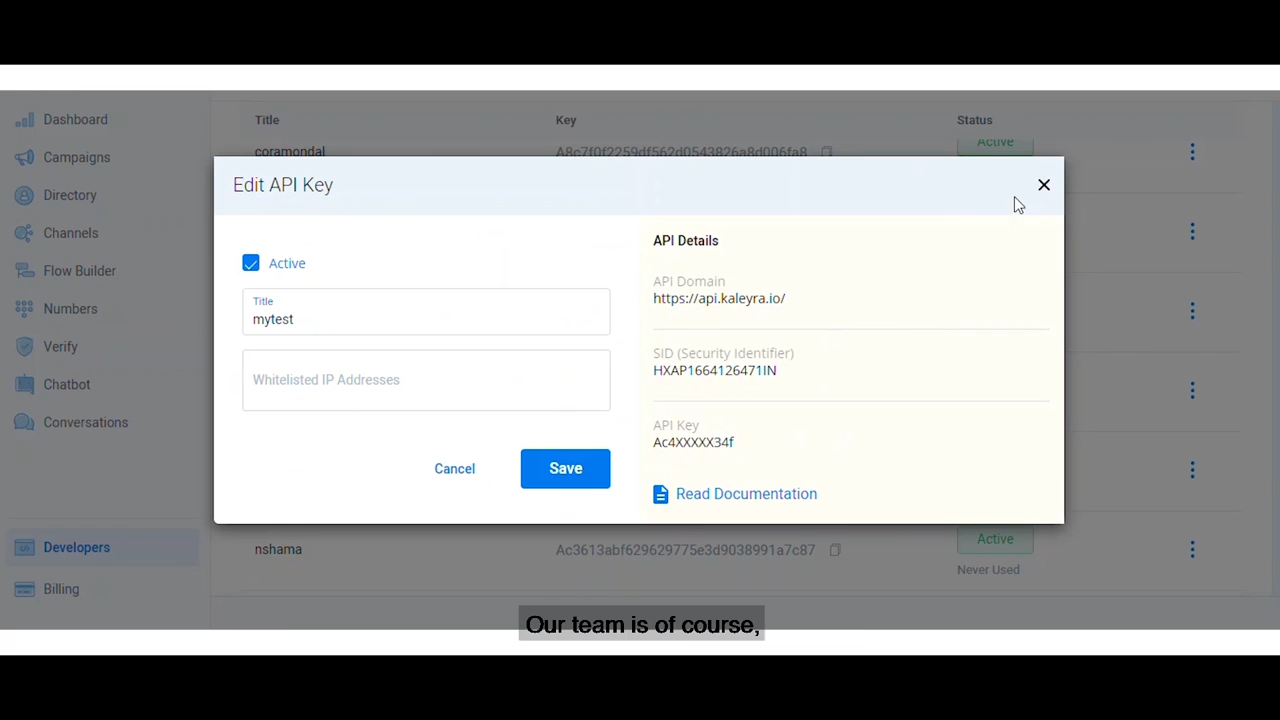 Dashboard
Campaigns
Directory
Channels
Flow Builder
Numbers
Verify
Chatbot
Conversations
Developers
Billing
Title Key Status
coramondal A8c7f0f2259df562d0543826a8d006fa8 Active
Edit API Key
Active
Title
mytest
Whitelisted IP Addresses
Cancel Save
API Details
API Domain
https://api.kaleyra.io/
SID (Security Identifier)
HXAP1664126471IN
API Key
Ac4XXXXX34f
Read Documentation
nshama Ac3613abf629629775e3d9038991a7c87 Active
Never Used
Our team is of course,